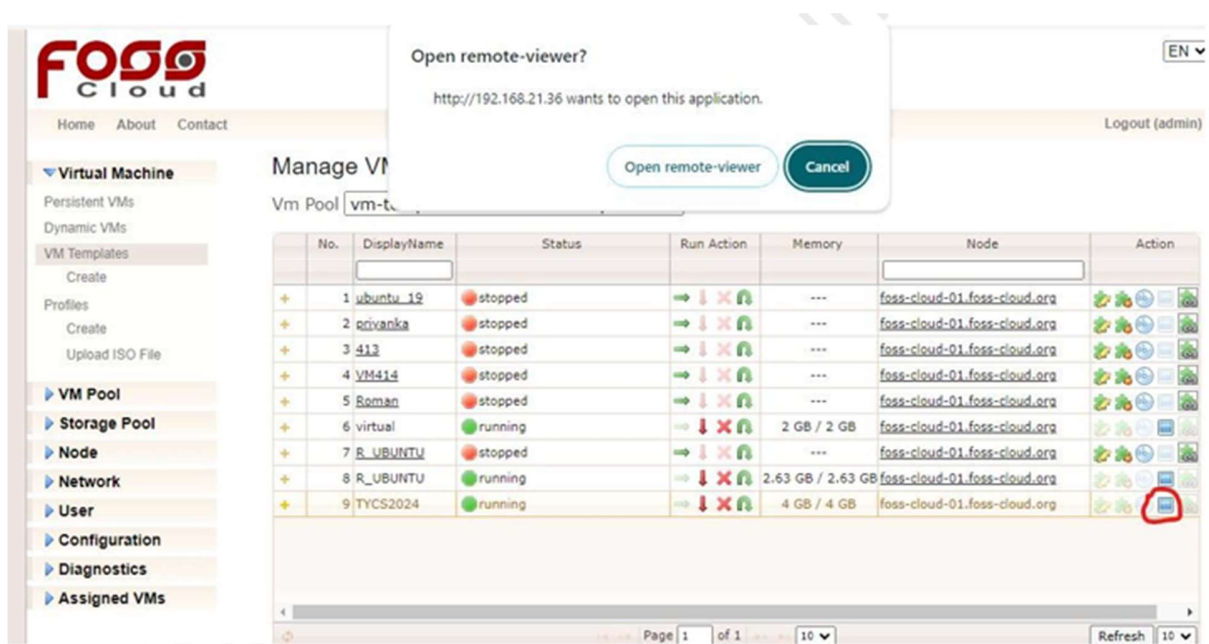 FOSS
Cloud
Open remote-viewer?
http://192.168.21.36 wants to open this application.
Open remote-viewer Cancel
EN
Home About Contact
Logout (admin)
Virtual Machine
Persistent VMs
Dynamic VMs
VM Templates
Create
Profiles
Create
Upload ISO File
VM Pool
Storage Pool
Node
Network
User
Configuration
Diagnostics
Assigned VMs
Manage
Vm Pool
No. DisplayName Status Run Action Memory Node Action
1 ubuntu_19 stopped --- foss-cloud-01.foss-cloud.org
2 priyanka stopped --- foss-cloud-01.foss-cloud.org
3 413 stopped --- foss-cloud-01.foss-cloud.org
4 VM414 stopped --- foss-cloud-01.foss-cloud.org
5 Roman stopped --- foss-cloud-01.foss-cloud.org
6 virtual running 2 GB / 2 GB foss-cloud-01.foss-cloud.org
7 R_UBUNTU stopped --- foss-cloud-01.foss-cloud.org
8 R_UBUNTU running 2.63 GB / 2.63 GB foss-cloud-01.foss-cloud.org
9 TYCS2024 running 4 GB / 4 GB foss-cloud-01.foss-cloud.org
Page 1 of 1 10
Refresh 10